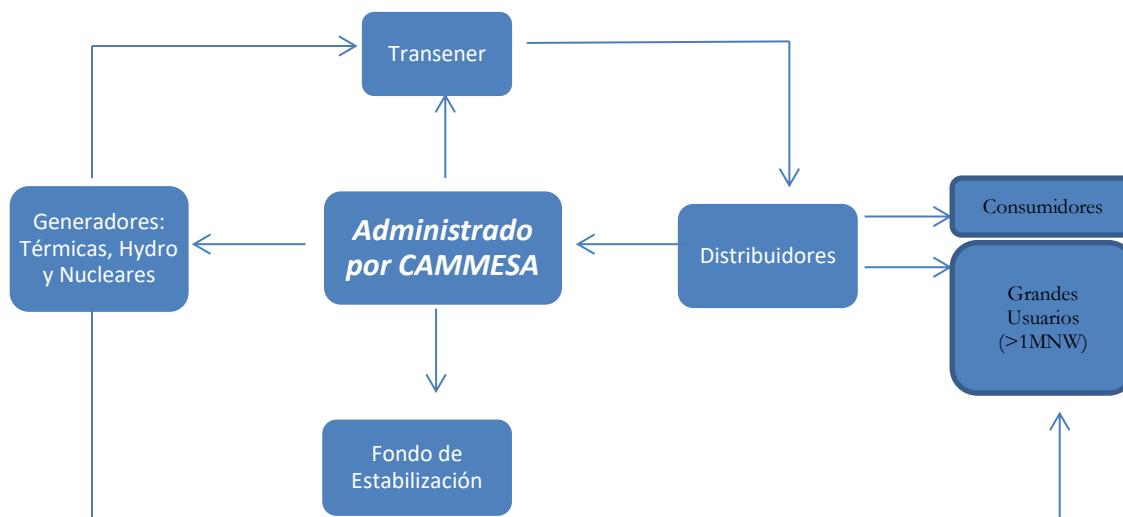 Transener
Generadores:
Térmicas, Hydro
y Nucleares
Administrado
por CAMMESA
Distribuidores
Consumidores
Grandes
Usuarios
(>1MNW)
Fondo de
Estabilización